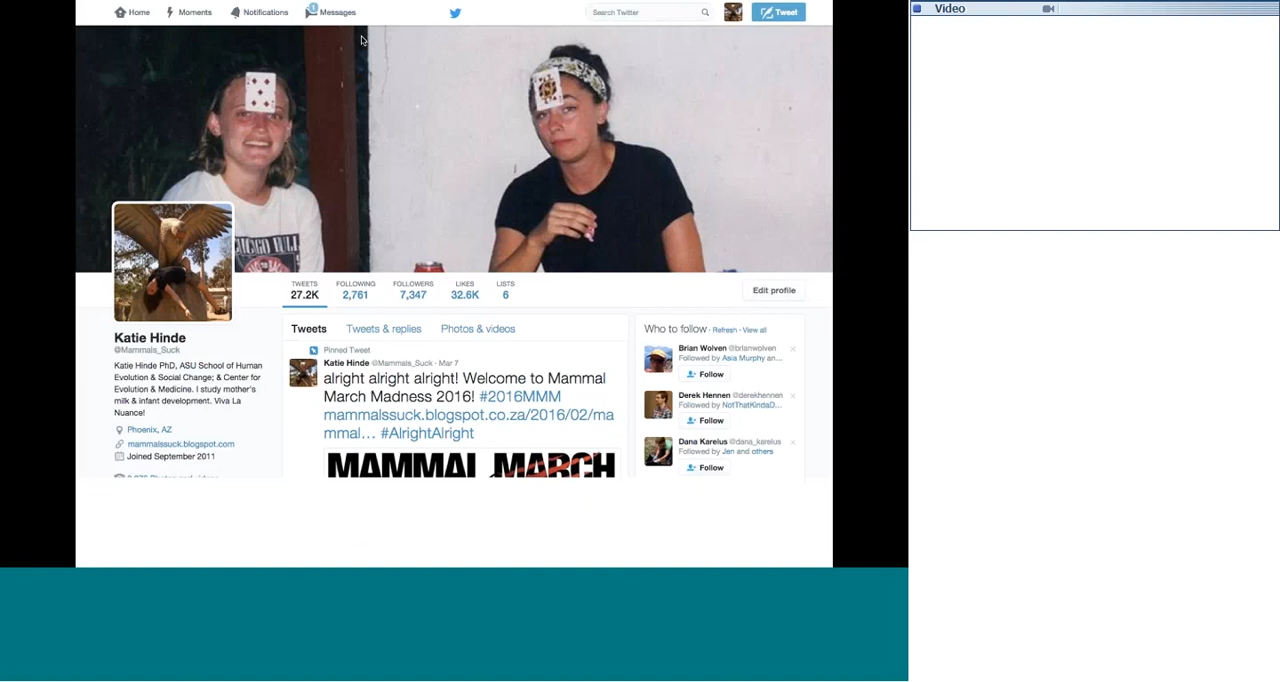 Home
Moments
Notifications
1
Messages
Search Twitter
Tweet
Video
TWEETS
27.2K
FOLLOWING
2,761
FOLLOWERS
7,347
LIKES
32.6K
LISTS
6
Edit profile
Katie Hinde
@Mammals_Suck
Katie Hinde PhD, ASU School of Human
Evolution & Social Change; & Center for
Evolution & Medicine. I study mother's
milk & infant development. Viva La
Nuance!
Phoenix, AZ
mammalssuck.blogspot.com
Joined September 2011
Tweets
Tweets & replies
Photos & videos
Pinned Tweet
Katie Hinde @Mammals_Suck · Mar 7
alright alright alright! Welcome to Mammal
March Madness 2016! #2016MMM
mammalssuck.blogspot.co.za/2016/02/ma
mmal… #AlrightAlright
MAMMAL MARCH
Who to follow · Refresh · View all
Brian Wolven @brianwolven
Followed by Asia Murphy an...
Follow
Derek Hennen @derekhennen
Followed by NotThatKindaD...
Follow
Dana Karelus @dana_karelus
Followed by Jen and others
Follow